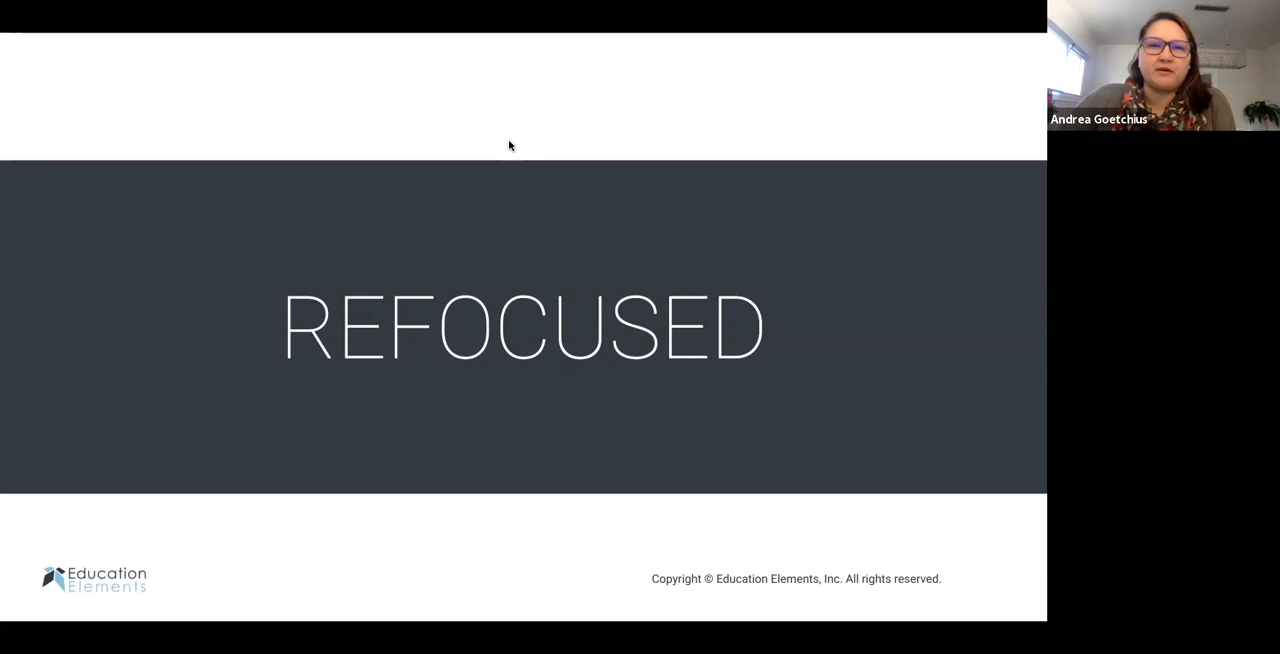 Andrea Goetchius
REFOCUSED
Education
Elements
Copyright © Education Elements, Inc. All rights reserved.